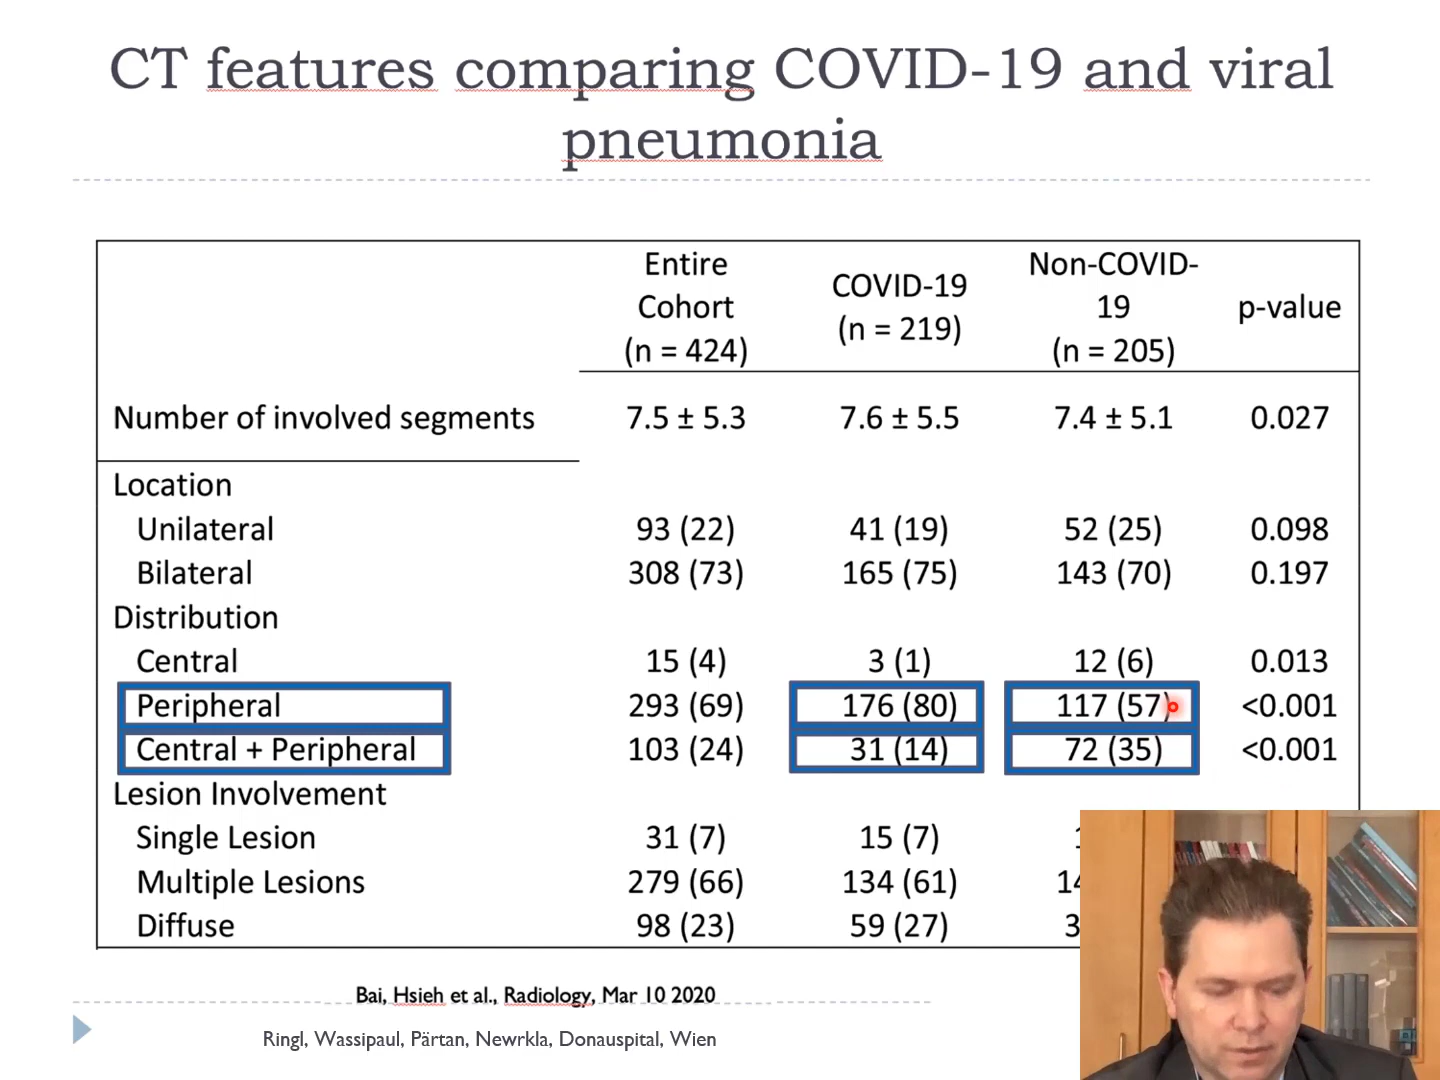 CT features comparing COVID-19 and viral
pneumonia
Entire
Cohort
(n = 424)
COVID-19
(n = 219)
Non-COVID-
19
(n = 205)
p-value
Number of involved segments 7.5 ± 5.3 7.6 ± 5.5 7.4 ± 5.1 0.027
Location
Unilateral 93 (22) 41 (19) 52 (25) 0.098
Bilateral 308 (73) 165 (75) 143 (70) 0.197
Distribution
Central 15 (4) 3 (1) 12 (6) 0.013
Peripheral 293 (69) 176 (80) 117 (57) <0.001
Central + Peripheral 103 (24) 31 (14) 72 (35) <0.001
Lesion Involvement
Single Lesion 31 (7) 15 (7)
Multiple Lesions 279 (66) 134 (61)
Diffuse 98 (23) 59 (27)
Bai, Hsieh et al., Radiology, Mar 10 2020
Ringl, Wassipaul, Pärtan, Newrkla, Donauspital, Wien